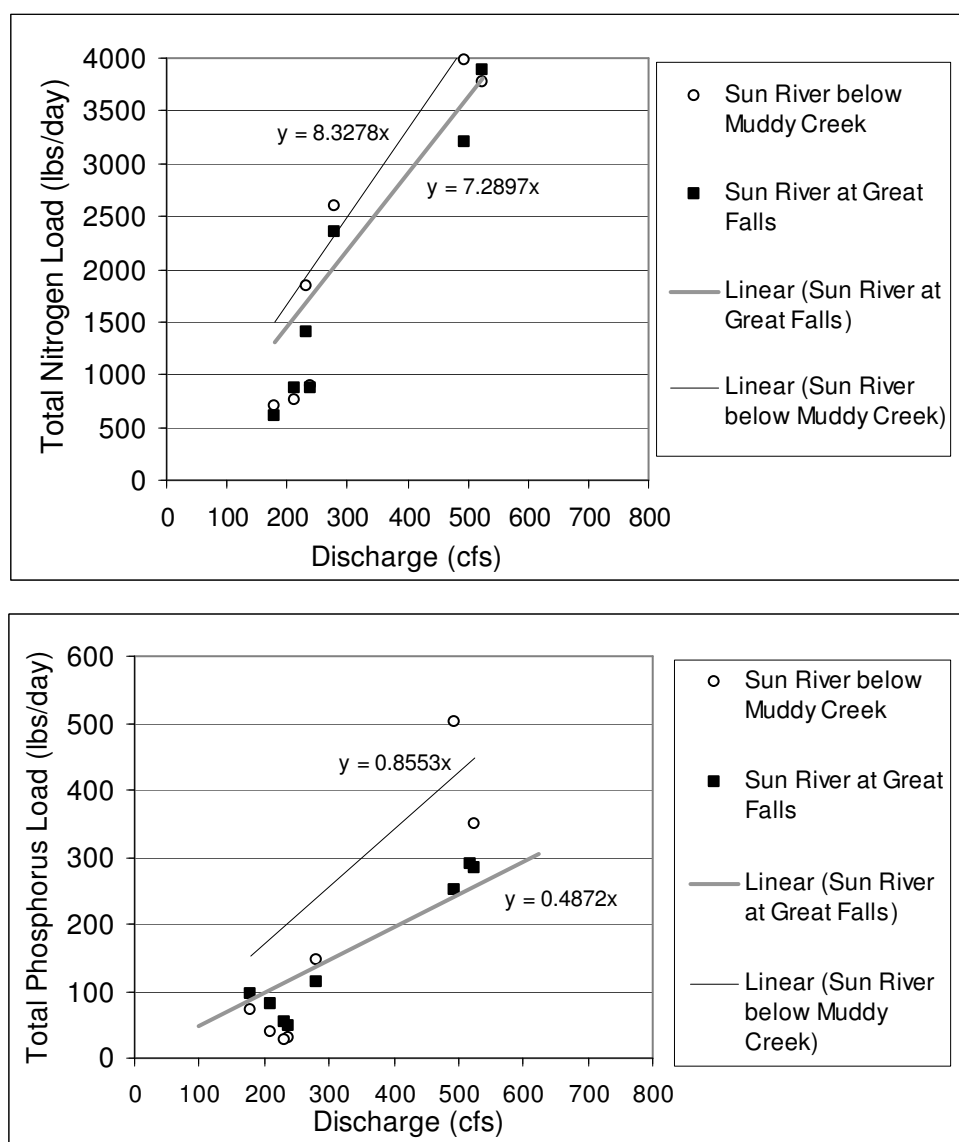 Total Nitrogen Load (lbs/day)
4000
3500
3000
2500
2000
1500
1000
500
0
y = 8.3278x
y = 7.2897x
0 100 200 300 400 500 600 700 800
Discharge (cfs)
Sun River below
Muddy Creek
Sun River at Great
Falls
Linear (Sun River at
Great Falls)
Linear (Sun River
below Muddy Creek)
Total Phosphorus Load (lbs/day)
600
500
400
300
200
100
0
y = 0.8553x
y = 0.4872x
0 100 200 300 400 500 600 700 800
Discharge (cfs)
Sun River below
Muddy Creek
Sun River at Great
Falls
Linear (Sun River
at Great Falls)
Linear (Sun River
below Muddy
Creek)